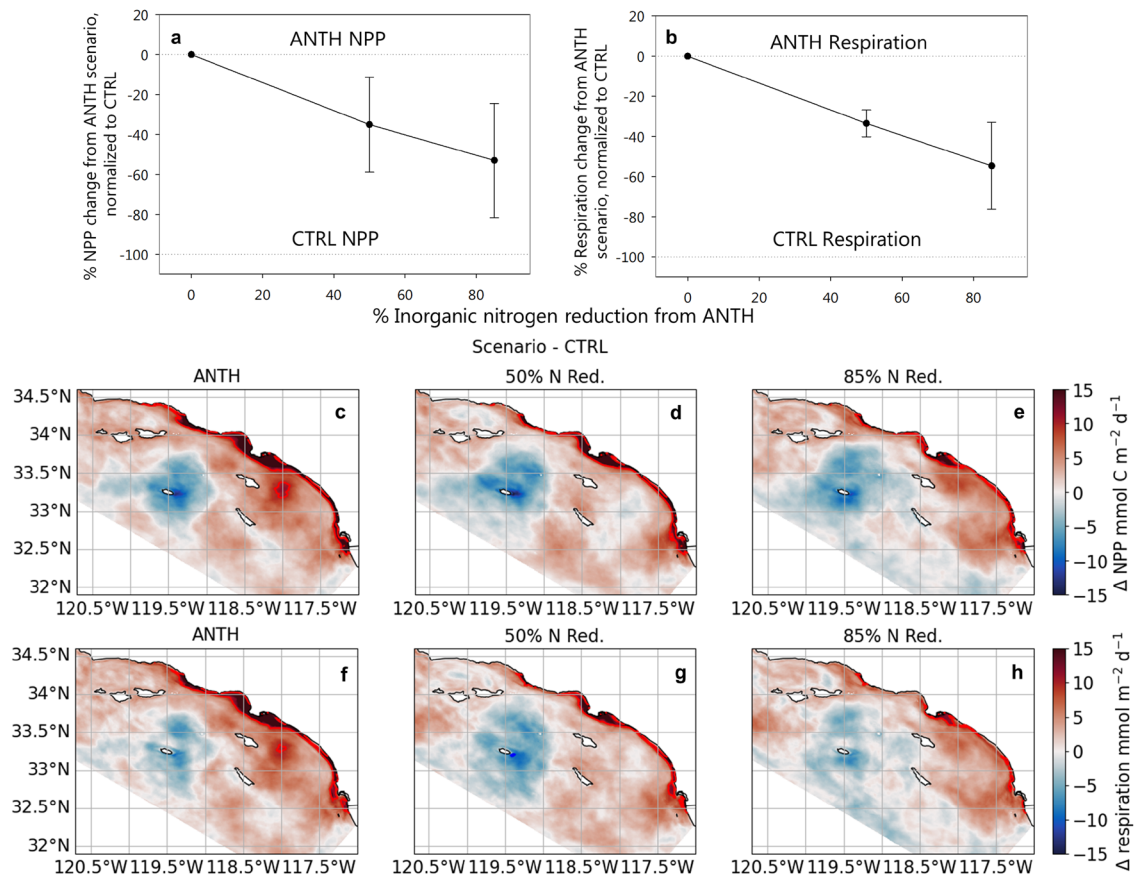 a
ANTH NPP
CTRL NPP
% NPP change from ANTH scenario,
normalized to CTRL
20
0
-20
-40
-60
-80
-100
0 20 40 60 80
b
ANTH Respiration
CTRL Respiration
% Respiration change from ANTH
scenario, normalized to CTRL
20
0
-20
-40
-60
-80
-100
0 20 40 60 80
% Inorganic nitrogen reduction from ANTH
Scenario - CTRL
ANTH 50% N Red. 85% N Red.
c d e
34.5°N
34°N
33.5°N
33°N
32.5°N
32°N
120.5°W 119.5°W 118.5°W 117.5°W 120.5°W 119.5°W 118.5°W 117.5°W 120.5°W 119.5°W 118.5°W 117.5°W
15
10
5
0
−5
−10
−15
Δ NPP mmol C m⁻² d⁻¹
ANTH 50% N Red. 85% N Red.
f g h
34.5°N
34°N
33.5°N
33°N
32.5°N
32°N
120.5°W 119.5°W 118.5°W 117.5°W 120.5°W 119.5°W 118.5°W 117.5°W 120.5°W 119.5°W 118.5°W 117.5°W
15
10
5
0
−5
−10
−15
Δ respiration mmol m⁻² d⁻¹